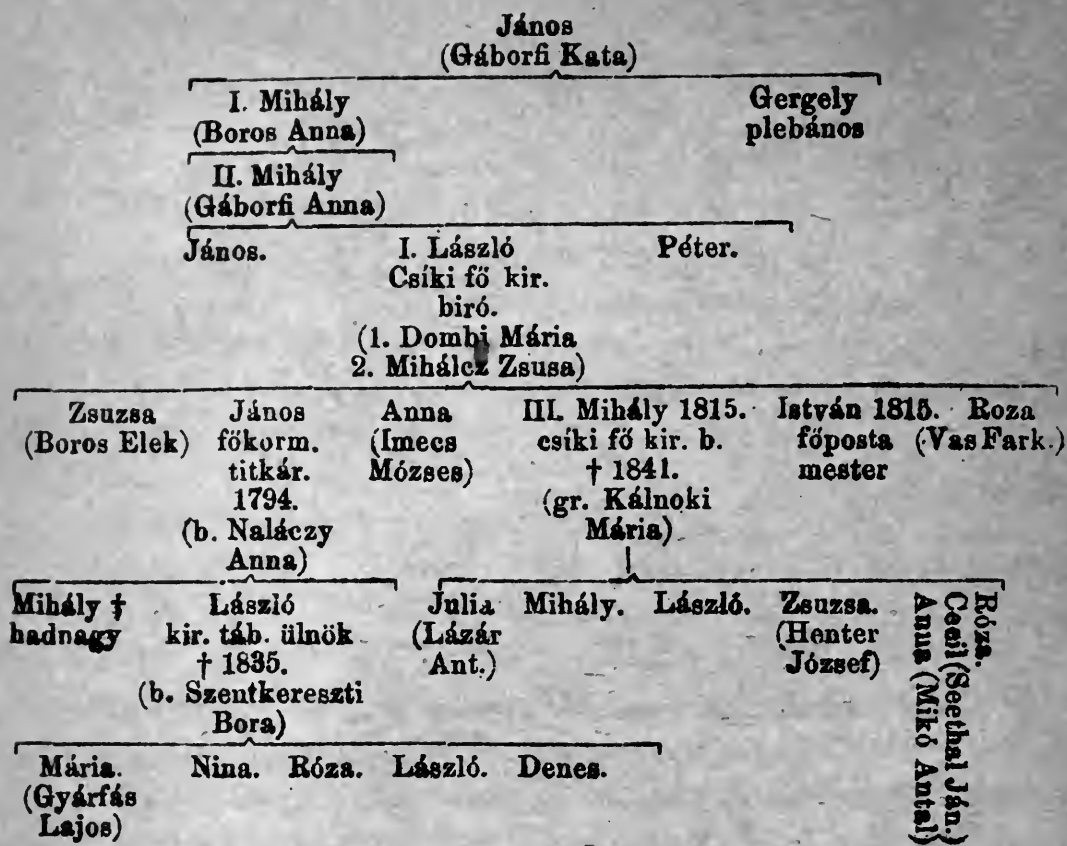 János
(Gáborfi Kata)
I. Mihály
(Boros Anna)
Gergely
plebános
II. Mihály
(Gáborfi Anna)
János.
I. László
Csíki fő kir.
biró.
(1. Dombi Mária
2. Mihálcz Zsusa)
Péter.
Zsuzsa
(Boros Elek)
János
főkorm.
titkár.
1794.
(b. Naláczy
Anna)
Anna
(Imecs
Mózses)
III. Mihály 1815.
csíki fő kir. b.
† 1841.
(gr. Kálnoki
Mária)
István 1815.
főposta
mester
Roza
(Vas Fark.)
Mihály †
hadnagy
László
kir. táb. ülnök
† 1835.
(b. Szentkereszti
Bora)
Julia
(Lázár
Ant.)
Mihály.
László.
Zsuzsa.
(Henter
József)
Róza.
Cecil (Seethal Ján.)
Anna (Mikó Antal)
Mária.
(Gyárfás
Lajos)
Nina.
Róza.
László.
Denes.